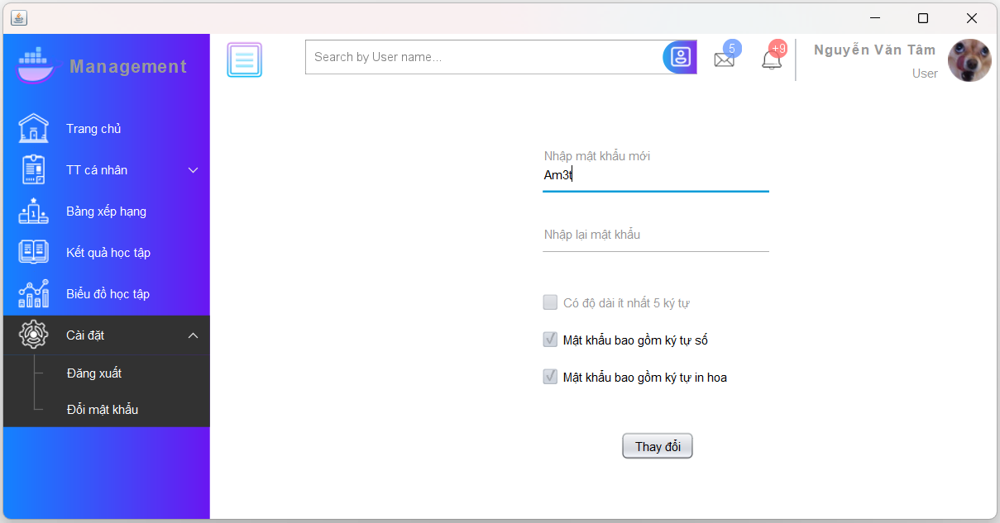 Management
Search by User name...
5
+9
Nguyễn Văn Tâm
User
Trang chủ
TT cá nhân
Bảng xếp hạng
1
Kết quả học tập
Biểu đồ học tập
Cài đặt
Đăng xuất
Đổi mật khẩu
Nhập mật khẩu mới
Am3t
Nhập lại mật khẩu
Có độ dài ít nhất 5 ký tự
Mật khẩu bao gồm ký tự số
Mật khẩu bao gồm ký tự in hoa
Thay đổi